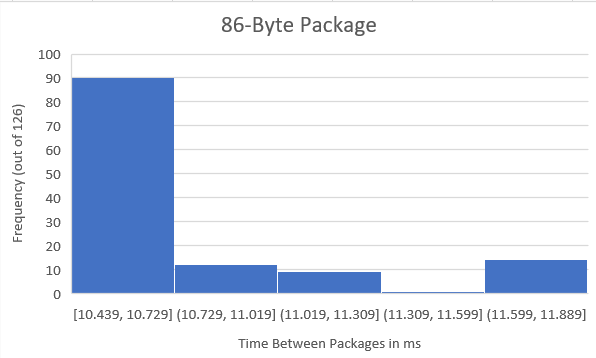 86-Byte Package
Frequency (out of 126)
100
90
80
70
60
50
40
30
20
10
0
[10.439, 10.729] (10.729, 11.019] (11.019, 11.309] (11.309, 11.599] (11.599, 11.889]
Time Between Packages in ms